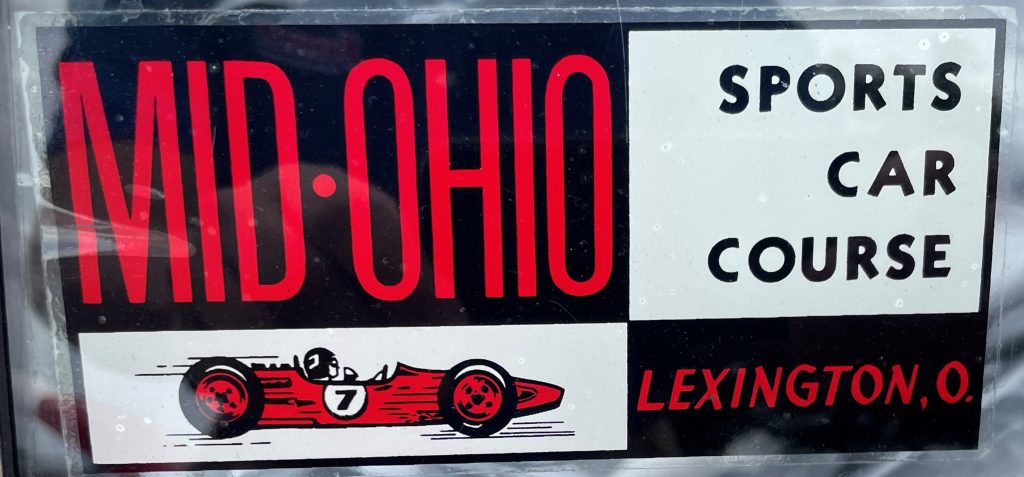 MID·OHIO
SPORTS
CAR
COURSE
7
LEXINGTON, O.